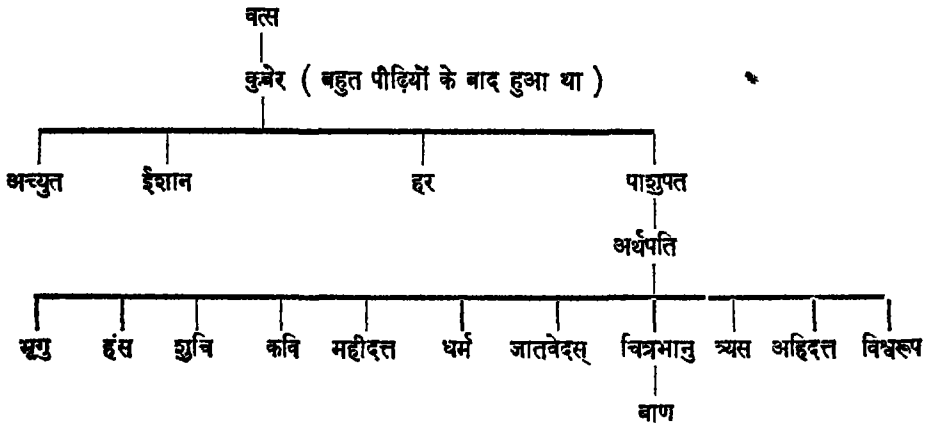 वत्स
कुबेर ( बहुत पीढ़ियों के बाद हुआ था )
अच्युत ईशान हर पाशुपत
अर्थपति
भृगु हंस शुचि कवि महीदत्त धर्म जातवेदस् चित्रभानु त्र्यस अहिदत्त विश्वरूप
बाण